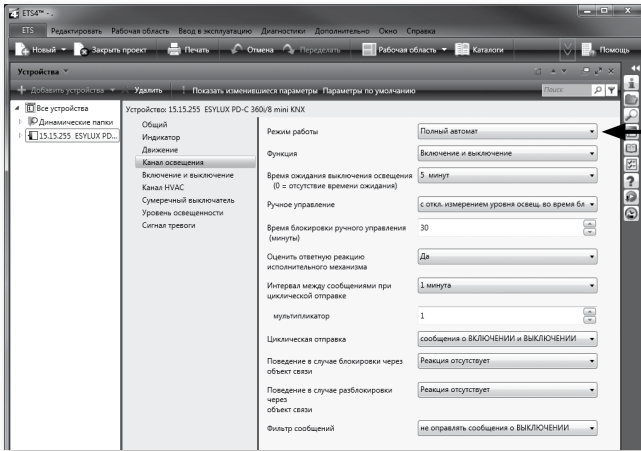 ETS4™ - .
ETS Редактировать Рабочая область Ввод в эксплуатацию Диагностики Дополнительно Окно Справка
Новый Закрыть проект Печать Отмена Переделать Рабочая область Каталоги Помощь
Устройства
Добавить устройства Удалить Показать изменившиеся параметры Параметры по умолчанию Поиск
Все устройства
Динамические папки
15.15.255 ESYLUX PD...
Устройство: 15.15.255 ESYLUX PD-C 360i/8 mini KNX
Общий
Индикатор
Движение
Канал освещения
Включение и выключение
Канал HVAC
Сумеречный выключатель
Уровень освещенности
Сигнал тревоги
Режим работы Полный автомат
Функция Включение и выключение
Время ожидания выключения освещения 5 минут
(0 = отсутствие времени ожидания)
Ручное управление с откл. измерением уровня освещ. во время бл
Время блокировки ручного управления 30
(минуты)
Оценить ответную реакцию Да
исполнительного механизма
Интервал между сообщениями при 1 минута
циклической отправке
мультипликатор 1
Циклическая отправка сообщения о ВКЛЮЧЕНИИ и ВЫКЛЮЧЕНИИ
Поведение в случае блокировки через Реакция отсутствует
объект связи
Поведение в случае разблокировки Реакция отсутствует
через
объект связи
Фильтр сообщений не оправлять сообщения о ВЫКЛЮЧЕНИИ